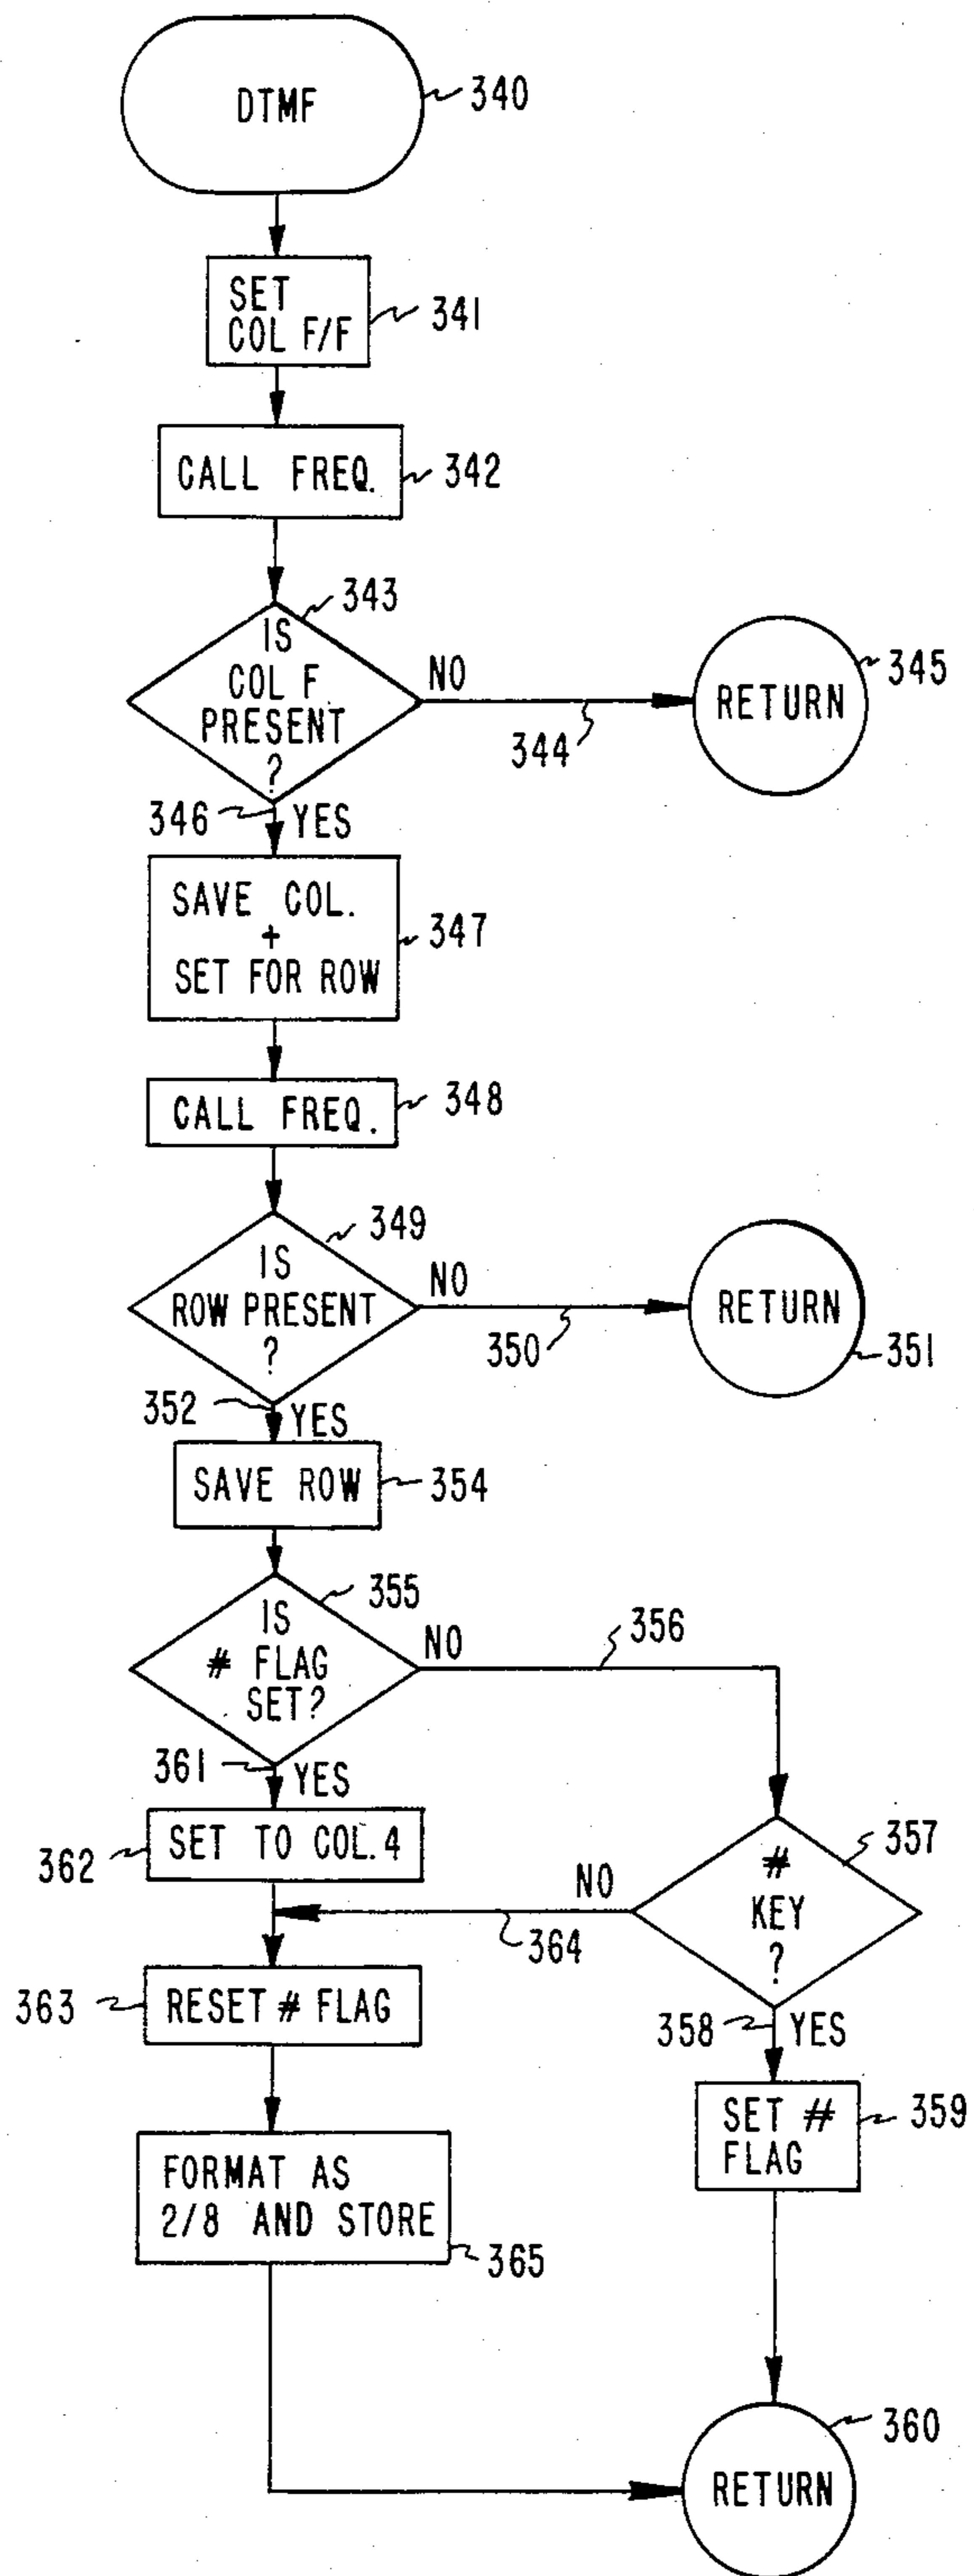 DTMF
340
SET
COL F/F
341
CALL FREQ.
342
343
IS
COL F
PRESENT
?
NO
344
RETURN
345
346
YES
SAVE COL.
+
SET FOR ROW
347
CALL FREQ.
348
349
IS
ROW PRESENT
?
NO
350
RETURN
351
352
YES
SAVE ROW
354
355
IS
# FLAG
SET?
NO
356
361
YES
SET TO COL.4
362
357
#
KEY
?
NO
364
358
YES
RESET # FLAG
363
SET #
FLAG
359
FORMAT AS
2/8 AND STORE
365
360
RETURN